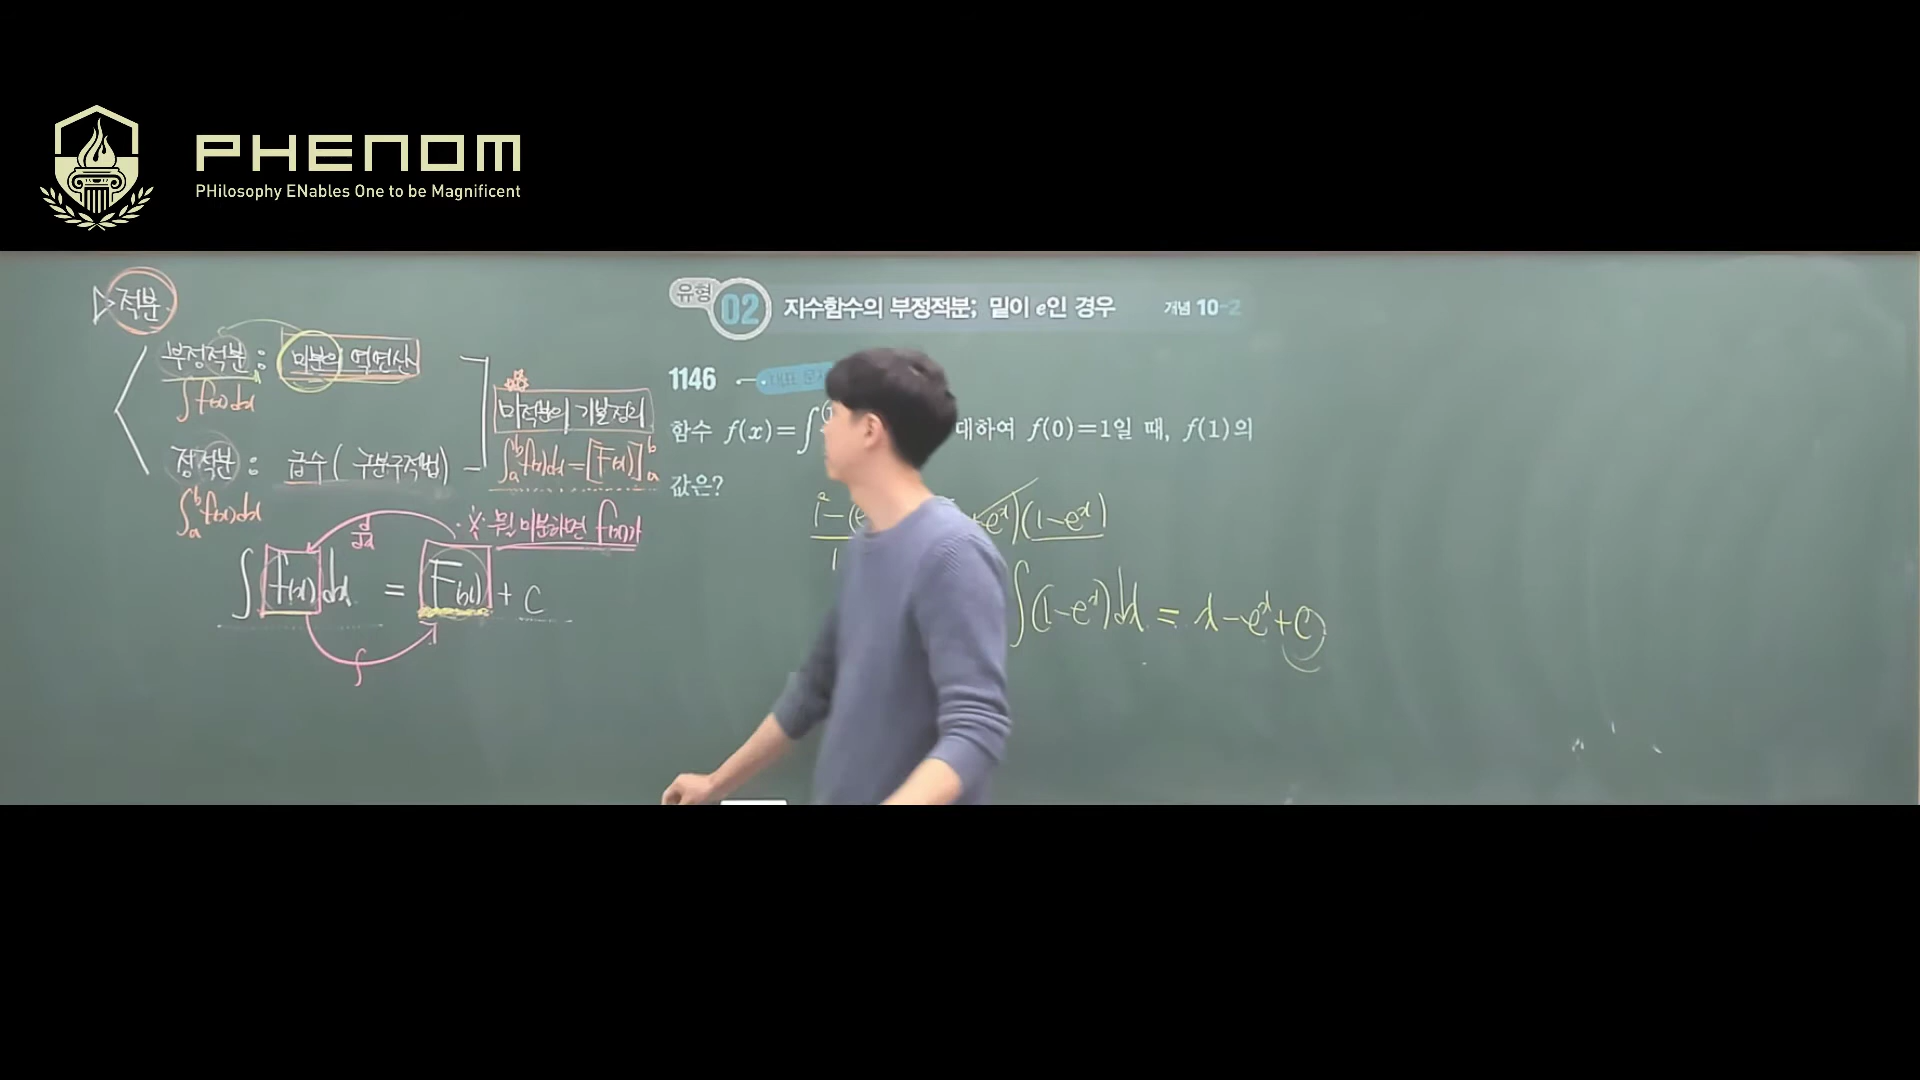 PHENOM
PHilosophy ENables One to be Magnificent
▷적분
부정적분 : 미분의 역연산
∫f(x)dx
정적분 : 급수 ( 구분구적법 )
∫ₐᵇf(x)dx
미적분의 기본정리
∫ₐᵇf(x)dx=[F(x)]ₐᵇ
※ 뭘 미분하면 f(x)가
d/dx
∫f(x)dx = F(x)+C
∫
유형 02 지수함수의 부정적분; 밑이 e인 경우 개념 10-2
1146
함수 f(x)=∫ 대하여 f(0)=1일 때, f(1)의
값은?
(1-eˣ)
∫(1-eˣ)dx = x-eˣ+C